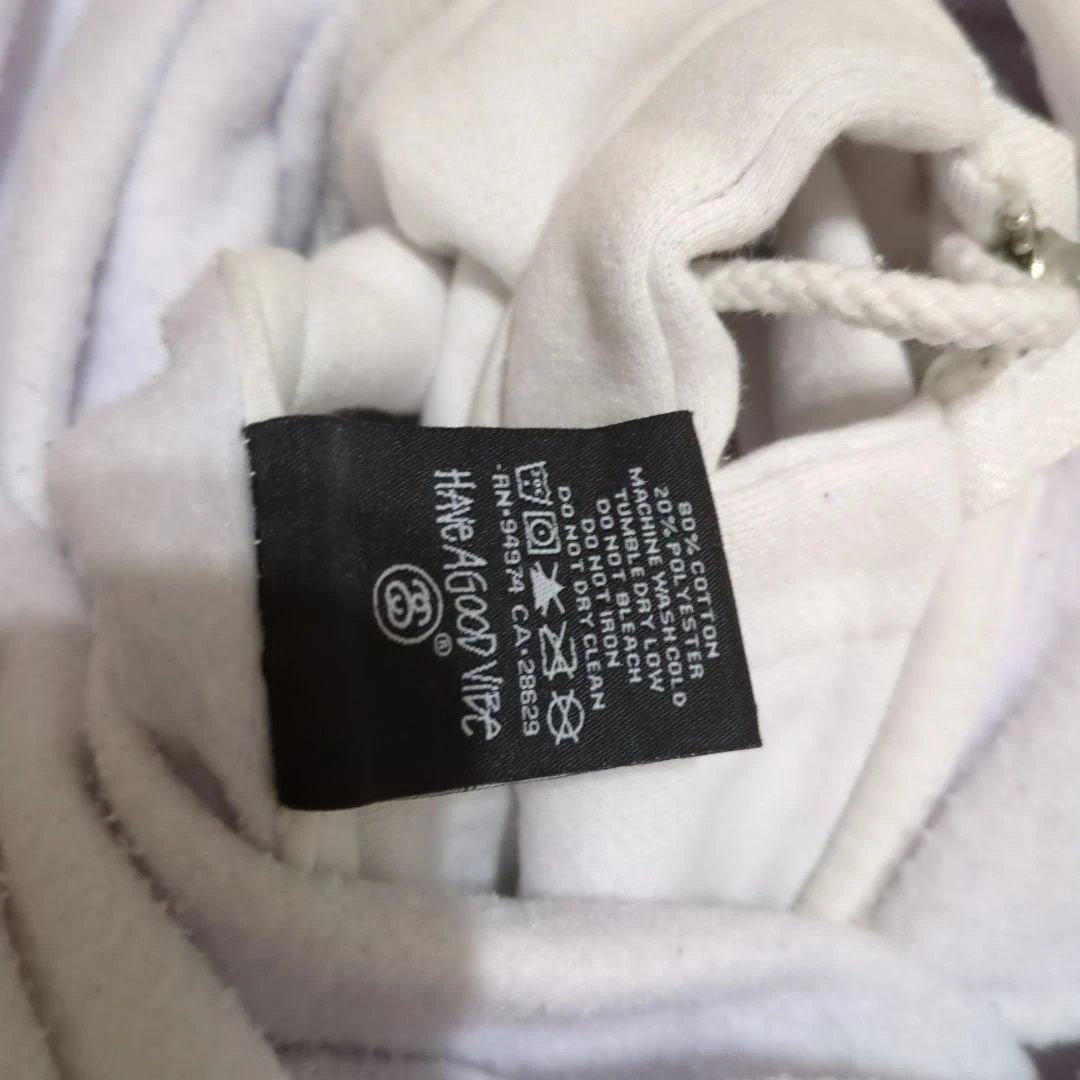 80% COTTON
20% POLYESTER
MACHINE WASH COLD
TUMBLE DRY LOW
DO NOT BLEACH
DO NOT IRON
DO NOT DRY CLEAN
RN•94974 CA•28629
HAVE A GOOD VIBE
®